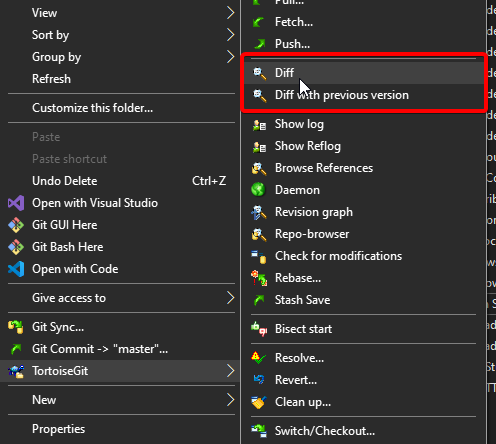 View
Sort by
Group by
Refresh
Customize this folder...
Paste
Paste shortcut
Undo Delete Ctrl+Z
Open with Visual Studio
Git GUI Here
Git Bash Here
Open with Code
Give access to
Git Sync...
Git Commit -> "master"...
TortoiseGit
New
Properties
Pull...
Fetch...
Push...
Diff
Diff with previous version
Show log
Show Reflog
Browse References
Daemon
Revision graph
Repo-browser
Check for modifications
Rebase...
Stash Save
Bisect start
Resolve...
Revert...
Clean up...
Switch/Checkout...